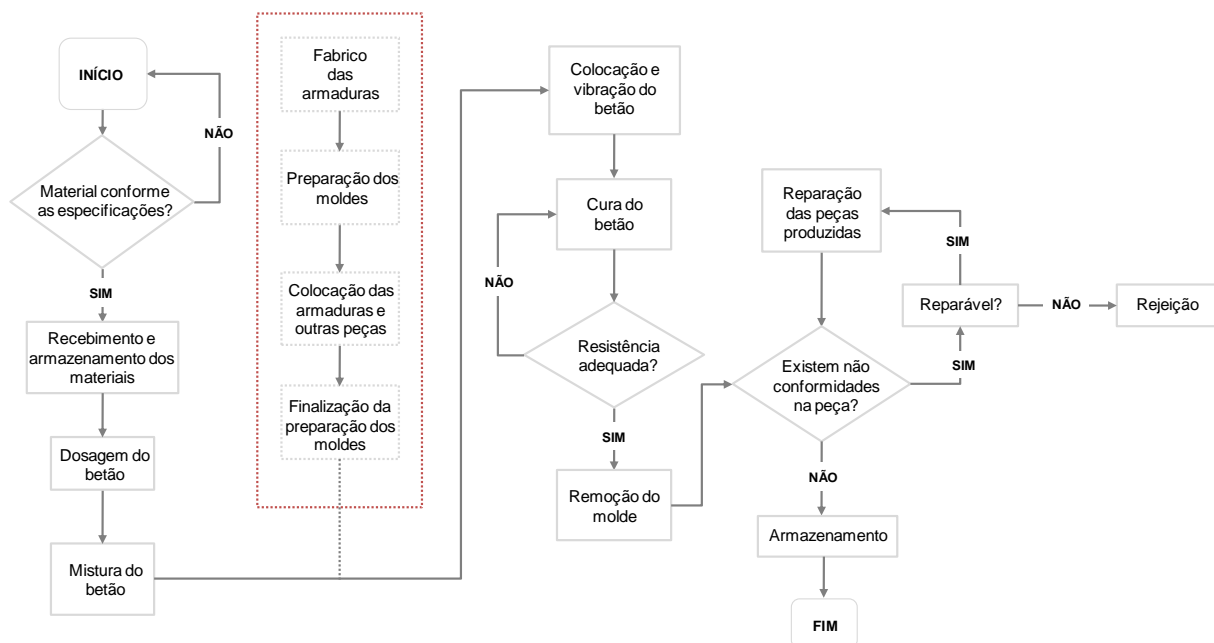 INÍCIO
NÃO
Material conforme
as especificações?
SIM
Recebimento e
armazenamento dos
materiais
Dosagem do
betão
Mistura do
betão
Fabrico
das
armaduras
Preparação dos
moldes
Colocação das
armaduras e
outras peças
Finalização da
preparação dos
moldes
Colocação e
vibração do
betão
Cura do
betão
NÃO
Resistência
adequada?
SIM
Remoção do
molde
Reparação
das peças
produzidas
SIM
Reparável?
NÃO
Rejeição
SIM
Existem não
conformidades
na peça?
NÃO
Armazenamento
FIM